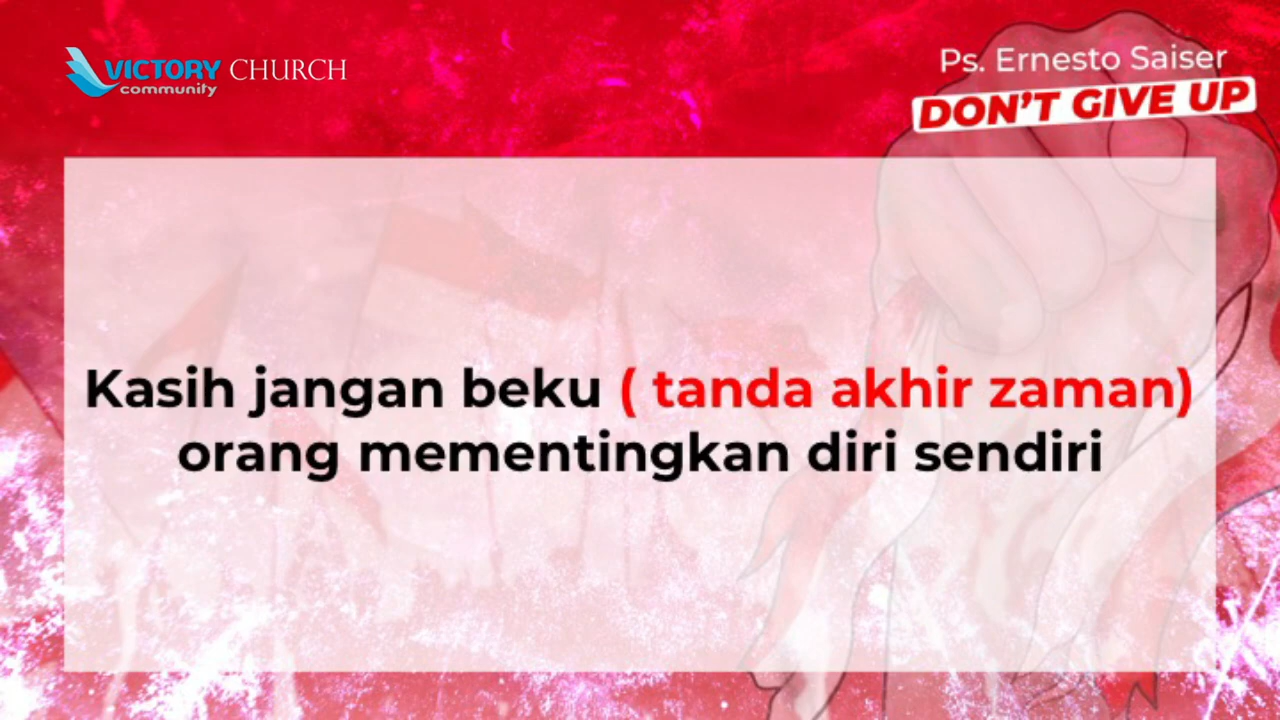 VICTORY CHURCH
community
Ps. Ernesto Saiser
DON'T GIVE UP
Kasih jangan beku ( tanda akhir zaman)
orang mementingkan diri sendiri